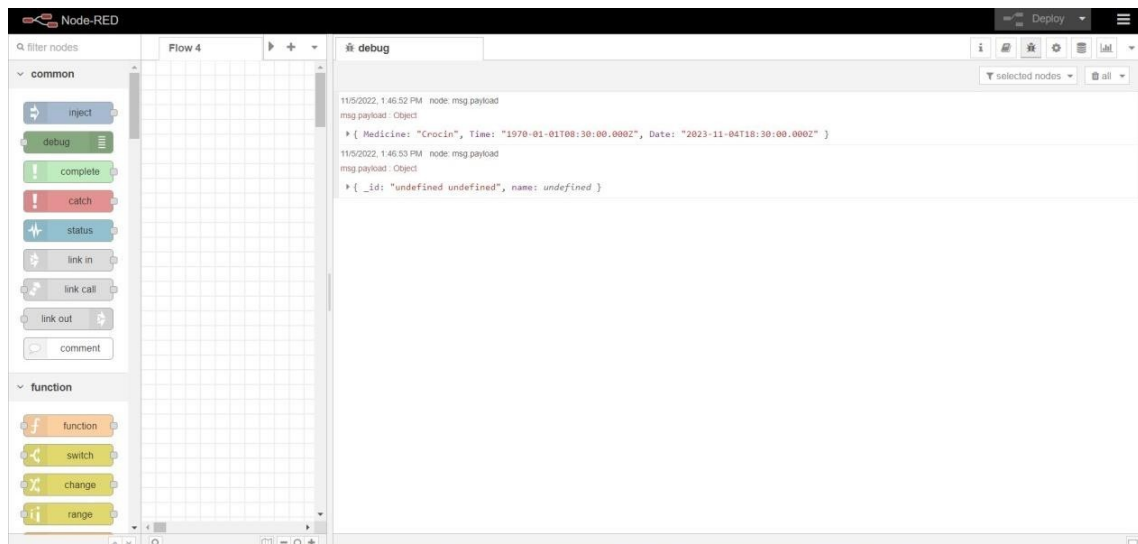 Node-RED
Deploy
filter nodes
Flow 4
debug
i
common
selected nodes
all
inject
debug
complete
catch
status
link in
link call
link out
comment
function
function
switch
change
range
11/5/2022, 1:46:52 PM node: msg.payload
msg.payload : Object
{ Medicine: "Crocin", Time: "1970-01-01T08:30:00.000Z", Date: "2023-11-04T18:30:00.000Z" }
11/5/2022, 1:46:53 PM node: msg.payload
msg.payload : Object
{ _id: "undefined undefined", name: undefined }